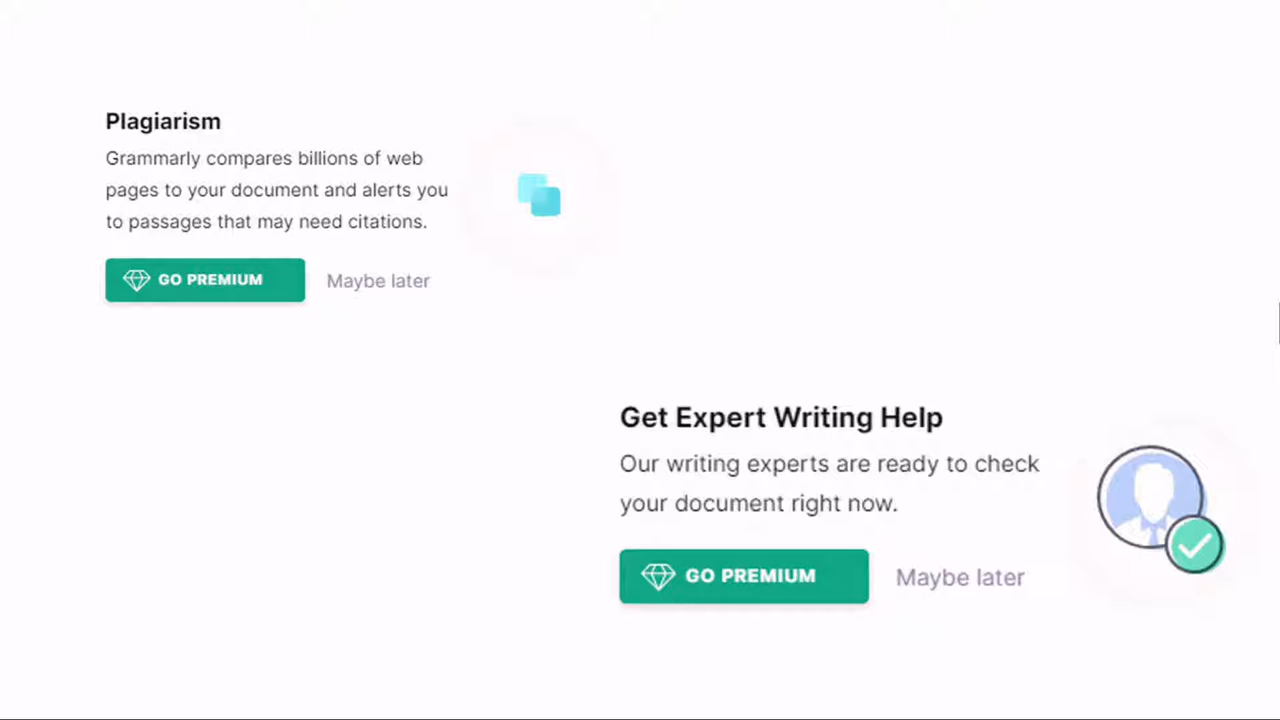 Plagiarism
Grammarly compares billions of web
pages to your document and alerts you
to passages that may need citations.
GO PREMIUM Maybe later
Get Expert Writing Help
Our writing experts are ready to check
your document right now.
GO PREMIUM Maybe later